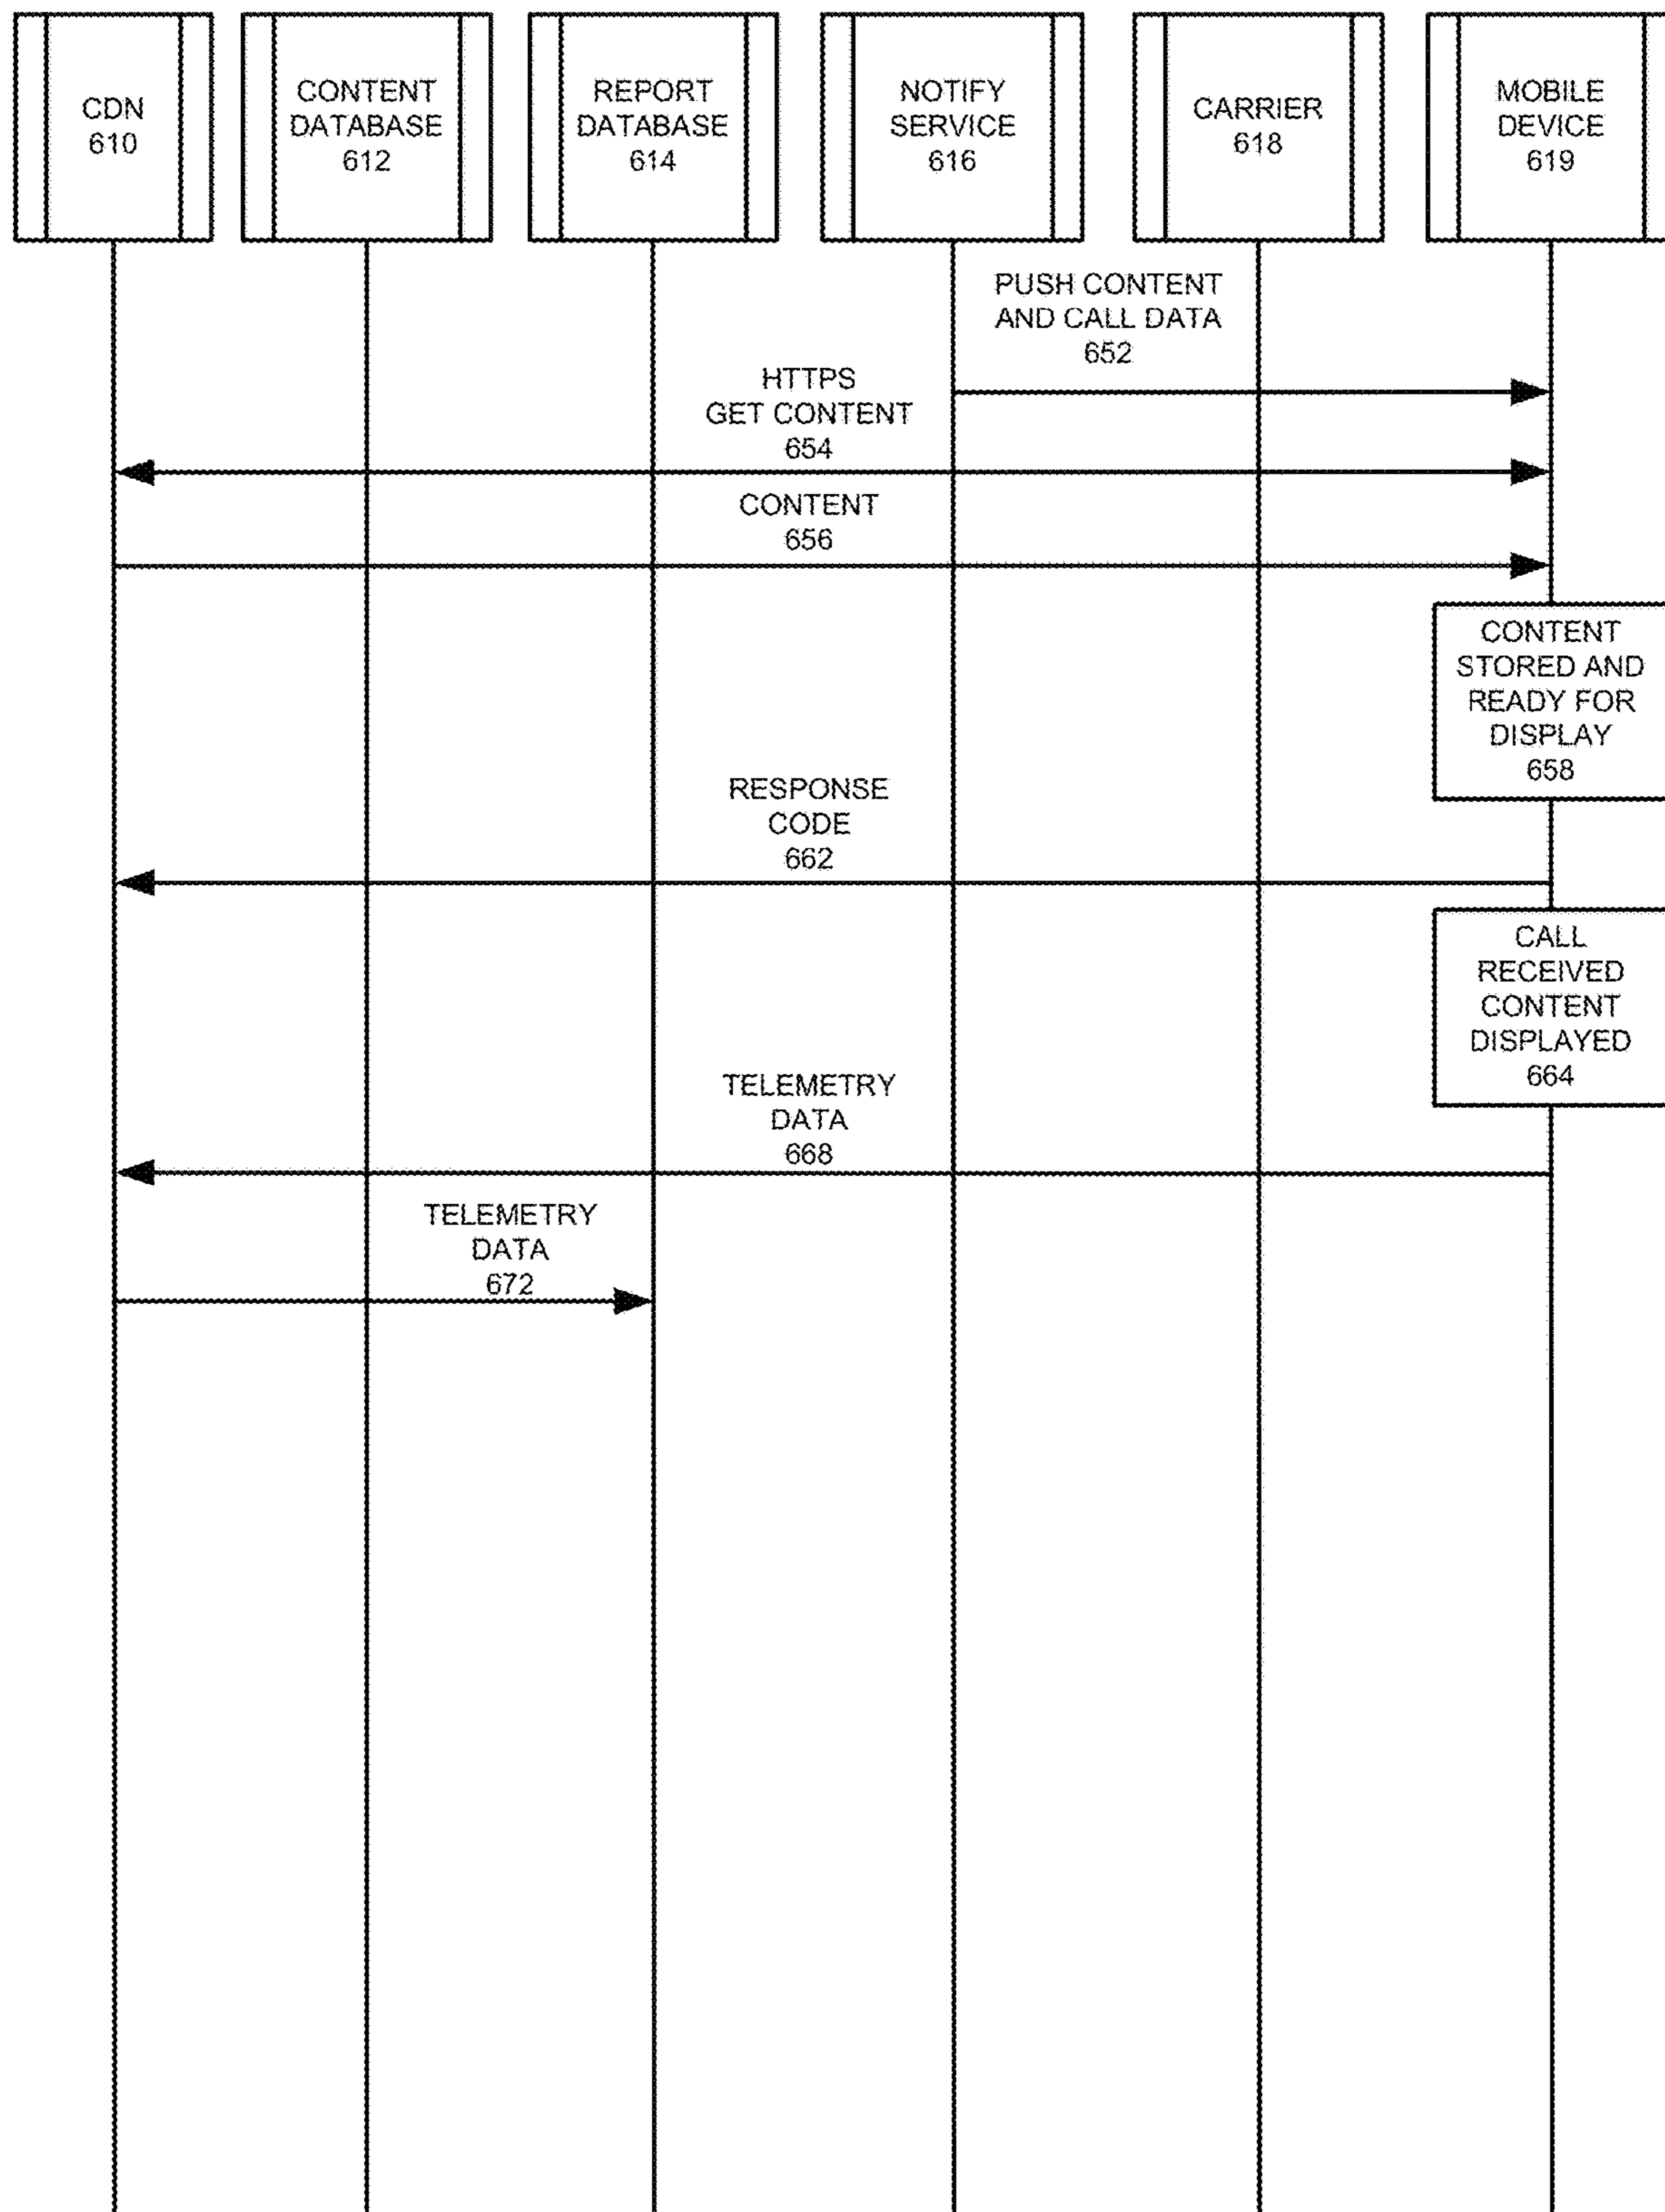 CDN
610
CONTENT
DATABASE
612
REPORT
DATABASE
614
NOTIFY
SERVICE
616
CARRIER
618
MOBILE
DEVICE
619
PUSH CONTENT
AND CALL DATA
652
HTTPS
GET CONTENT
654
CONTENT
656
CONTENT
STORED AND
READY FOR
DISPLAY
658
RESPONSE
CODE
662
CALL
RECEIVED
CONTENT
DISPLAYED
664
TELEMETRY
DATA
668
TELEMETRY
DATA
672